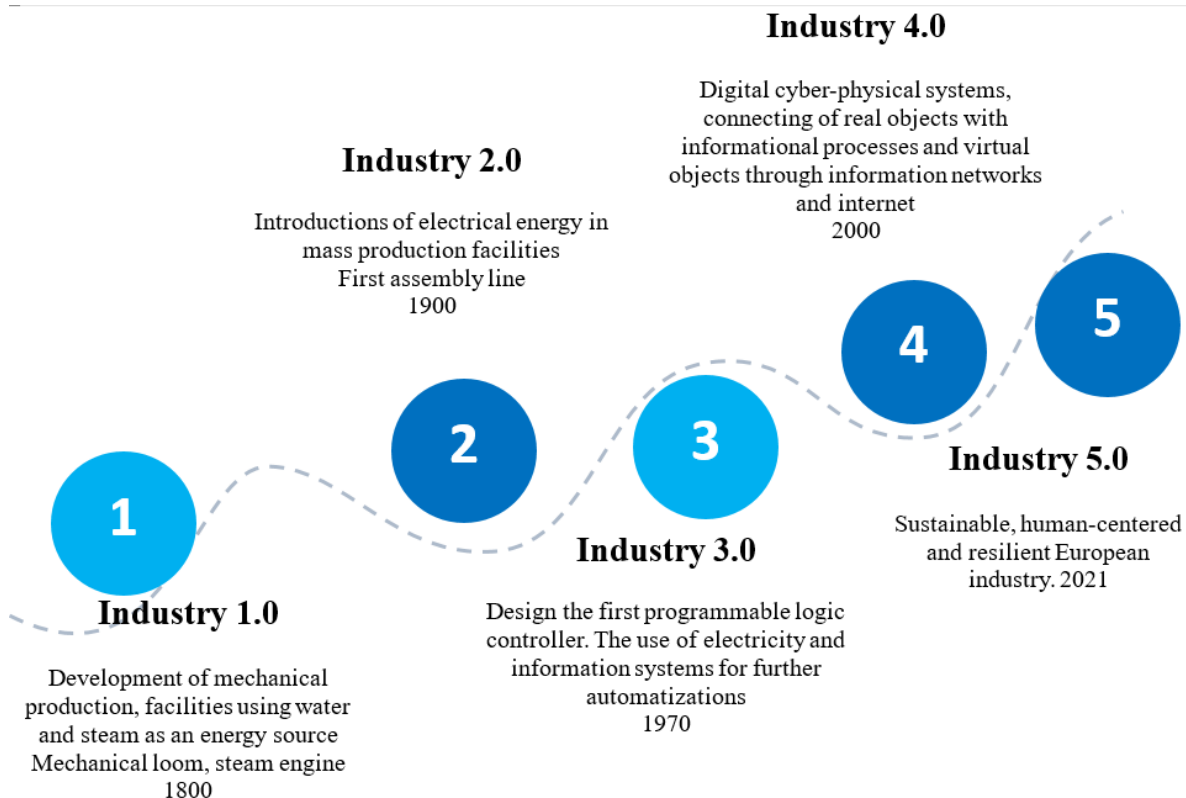 1
Industry 1.0
Development of mechanical
production, facilities using water
and steam as an energy source
Mechanical loom, steam engine
1800
Industry 2.0
Introductions of electrical energy in
mass production facilities
First assembly line
1900
2
3
Industry 3.0
Design the first programmable logic
controller. The use of electricity and
information systems for further
automatizations
1970
Industry 4.0
Digital cyber-physical systems,
connecting of real objects with
informational processes and virtual
objects through information networks
and internet
2000
4
5
Industry 5.0
Sustainable, human-centered
and resilient European
industry. 2021